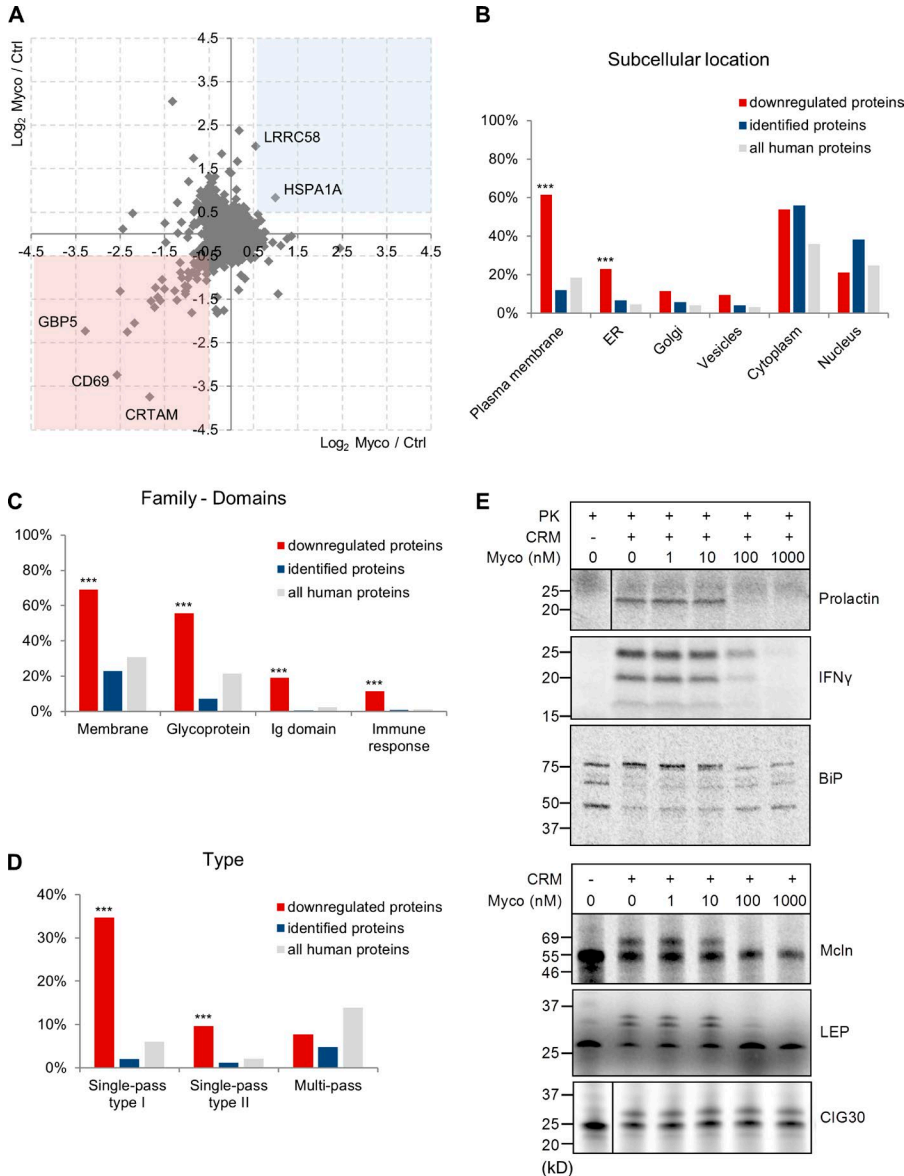 A
Log2 Myco / Ctrl
4.5
3.5
2.5
1.5
0.5
-4.5 -3.5 -2.5 -1.5 -0.5 0.5 1.5 2.5 3.5 4.5
-0.5
-1.5
-2.5
-3.5
-4.5
LRRC58
HSPA1A
GBP5
CD69
CRTAM
Log2 Myco / Ctrl
B
Subcellular location
downregulated proteins
identified proteins
all human proteins
100%
80%
60%
40%
20%
0%
***
***
Plasma membrane
ER
Golgi
Vesicles
Cytoplasm
Nucleus
C
Family - Domains
downregulated proteins
identified proteins
all human proteins
100%
80%
60%
40%
20%
0%
***
***
***
***
Membrane Glycoprotein Ig domain Immune
response
D
Type
downregulated proteins
identified proteins
all human proteins
40%
30%
20%
10%
0%
***
***
Single-pass Single-pass Multi-pass
type I type II
E
PK + + + + + +
CRM - + + + + +
Myco (nM) 0 0 1 10 100 1000
25
20
Prolactin
25
20
15
IFNγ
75
50
37
BiP
CRM - + + + + +
Myco (nM) 0 0 1 10 100 1000
69
55
46
Mcln
37
25
LEP
37
25
20
CIG30
(kD)